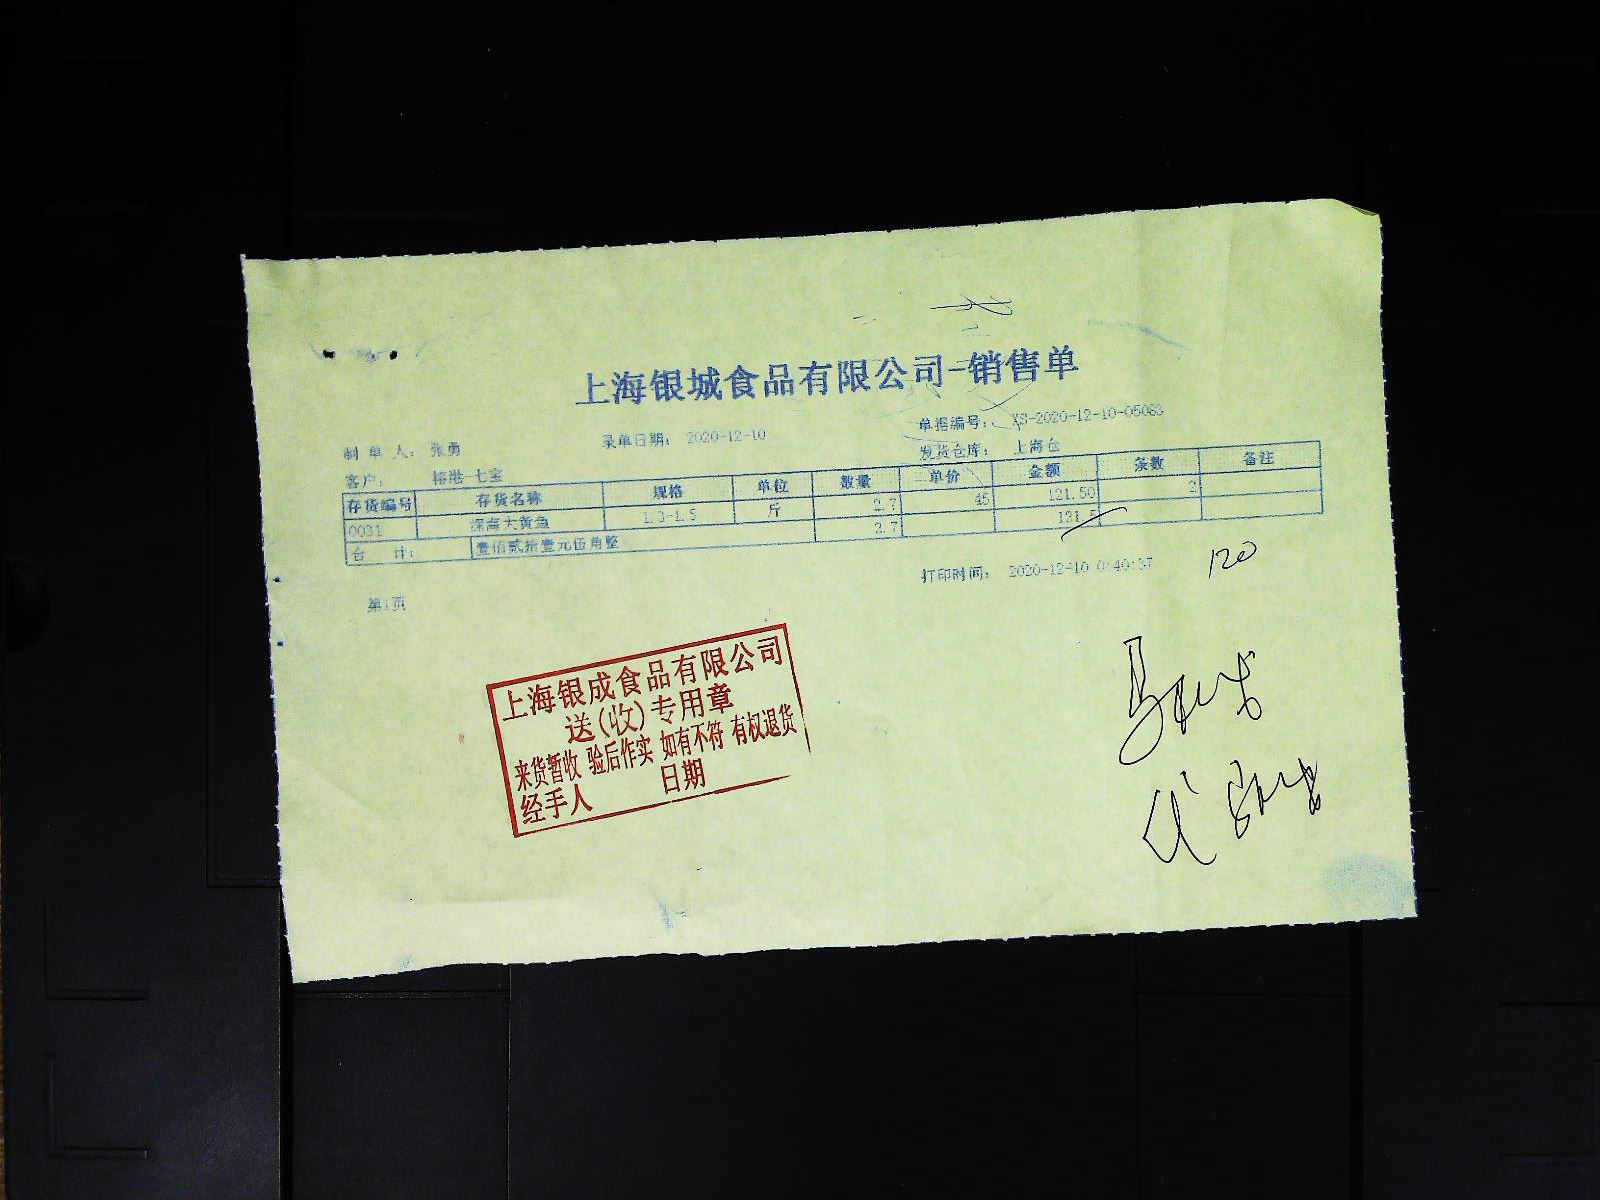 上海银城食品有限公司-销售单
制 单 人： 张勇 录单日期： 2020-12-10 单据编号： XS-2020-12-10-05063
客户： 榕港-七宝 发货仓库： 上海仓
存货编号 存货名称 规格 单位 数量 单价 金额 条数 备注
0031 深海大黄鱼 1.3-1.5 斤 2.7 45 121.50 2
合 计： 壹佰贰拾壹元伍角整 2.7 121.5
打印时间： 2020-12-10 0:40:37
120
第1页
上海银成食品有限公司
送(收)专用章
来货暂收 验后作实 如有不符 有权退货
经手人 日期